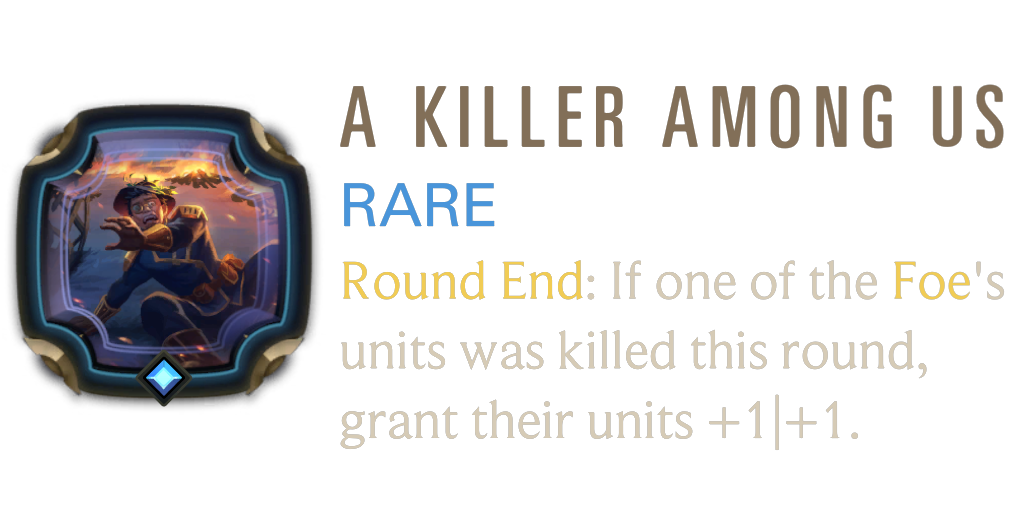 A KILLER AMONG US
RARE
Round End: If one of the Foe's
units was killed this round,
grant their units +1|+1.